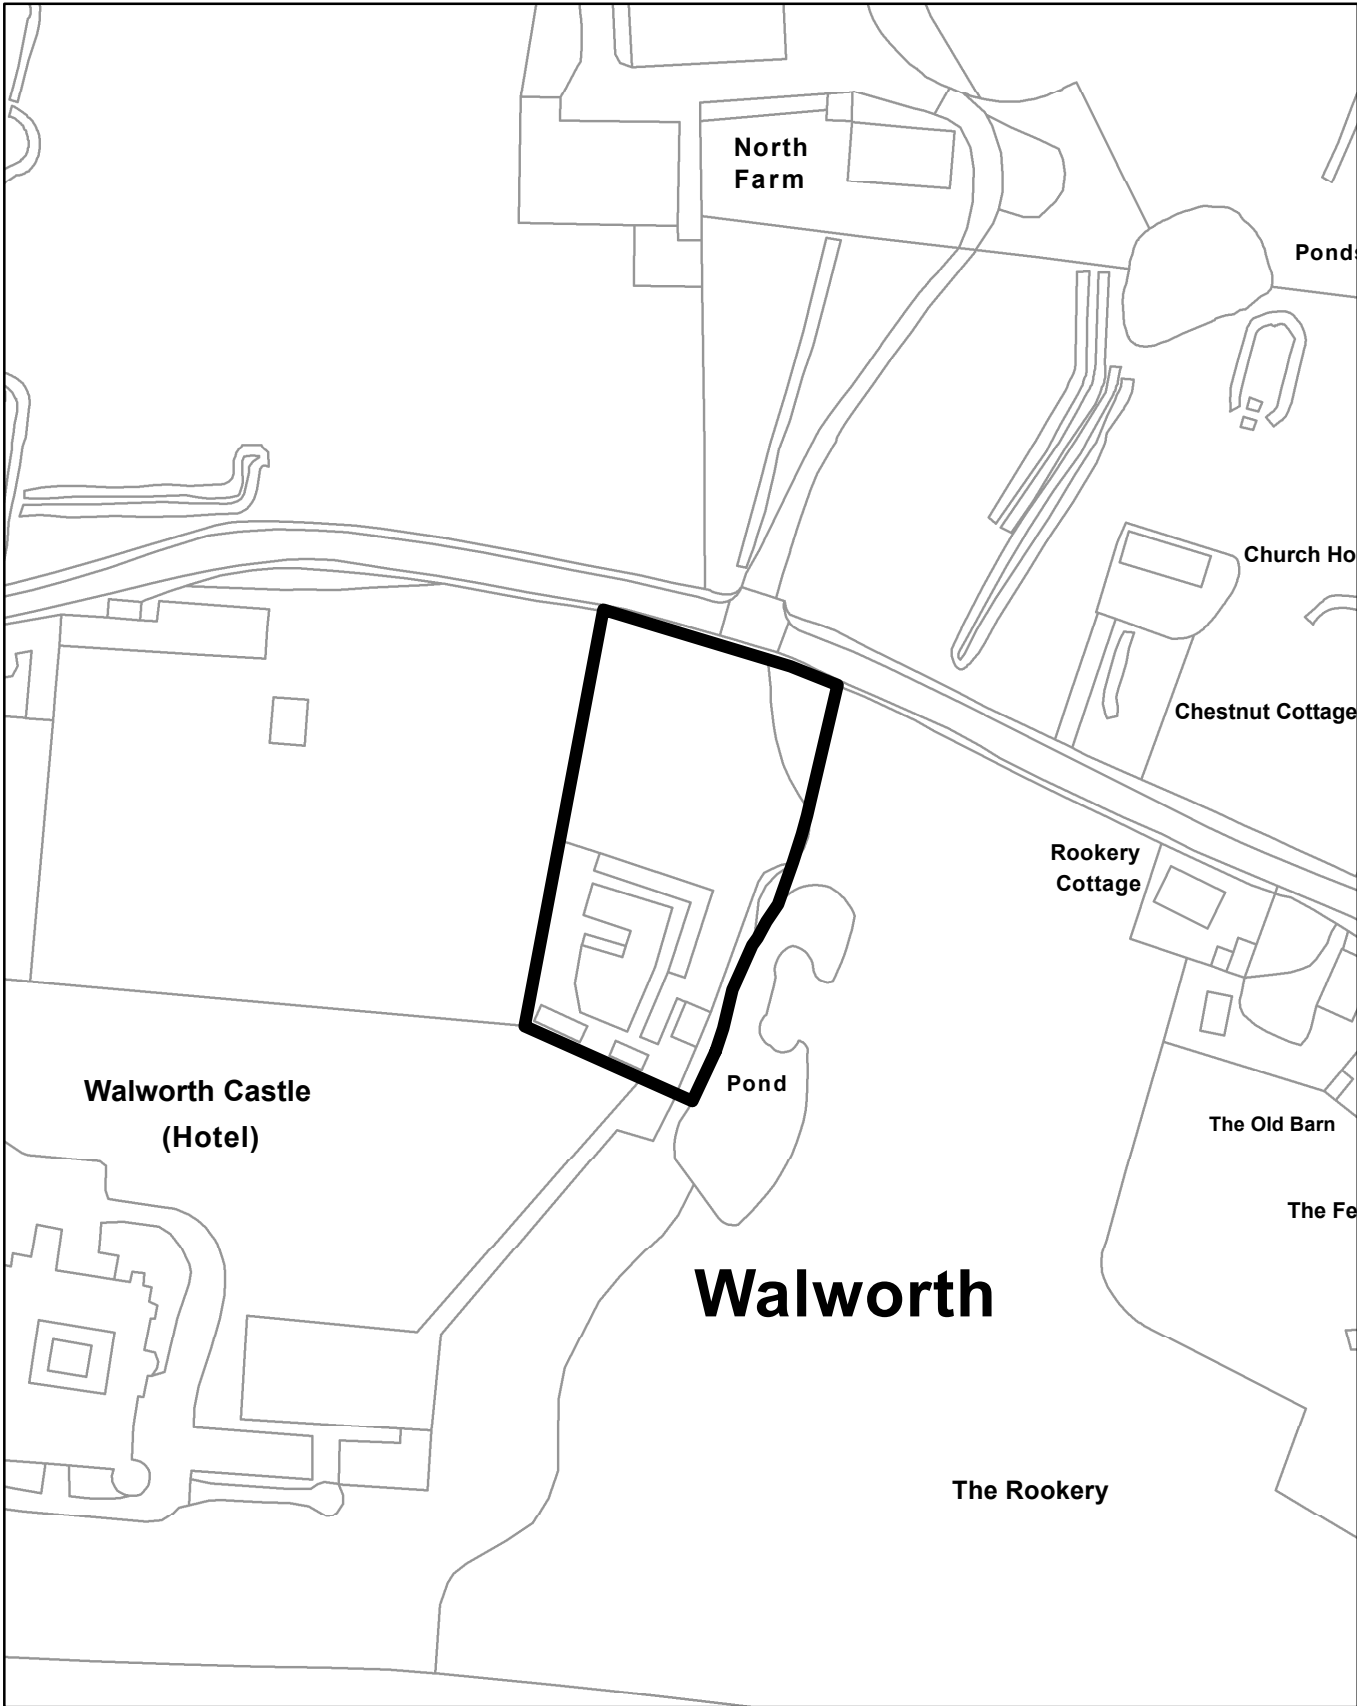 North
Farm
Ponds
Church Ho
Chestnut Cottage
Rookery
Cottage
Walworth Castle
(Hotel)
Pond
The Old Barn
The Fe
Walworth
The Rookery